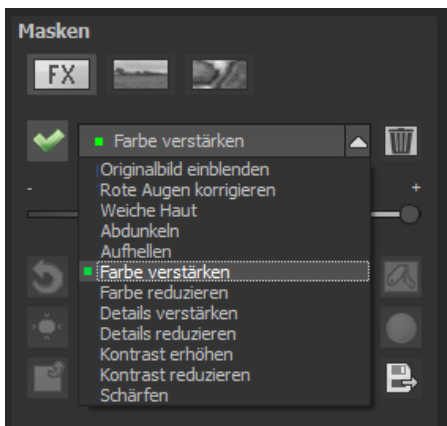 Masken
FX
Farbe verstärken
Originalbild einblenden
- Rote Augen korrigieren +
Weiche Haut
Abdunkeln
Aufhellen
Farbe verstärken
Farbe reduzieren
Details verstärken
Details reduzieren
Kontrast erhöhen
Kontrast reduzieren
Schärfen